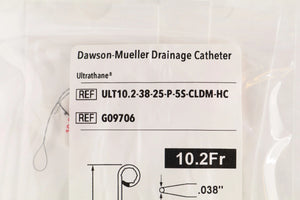 Dawson-Mueller Drainage Catheter
Ultrathane®
REF ULT10.2-38-25-P-5S-CLDM-HC
REF G09706
10.2Fr
.038"